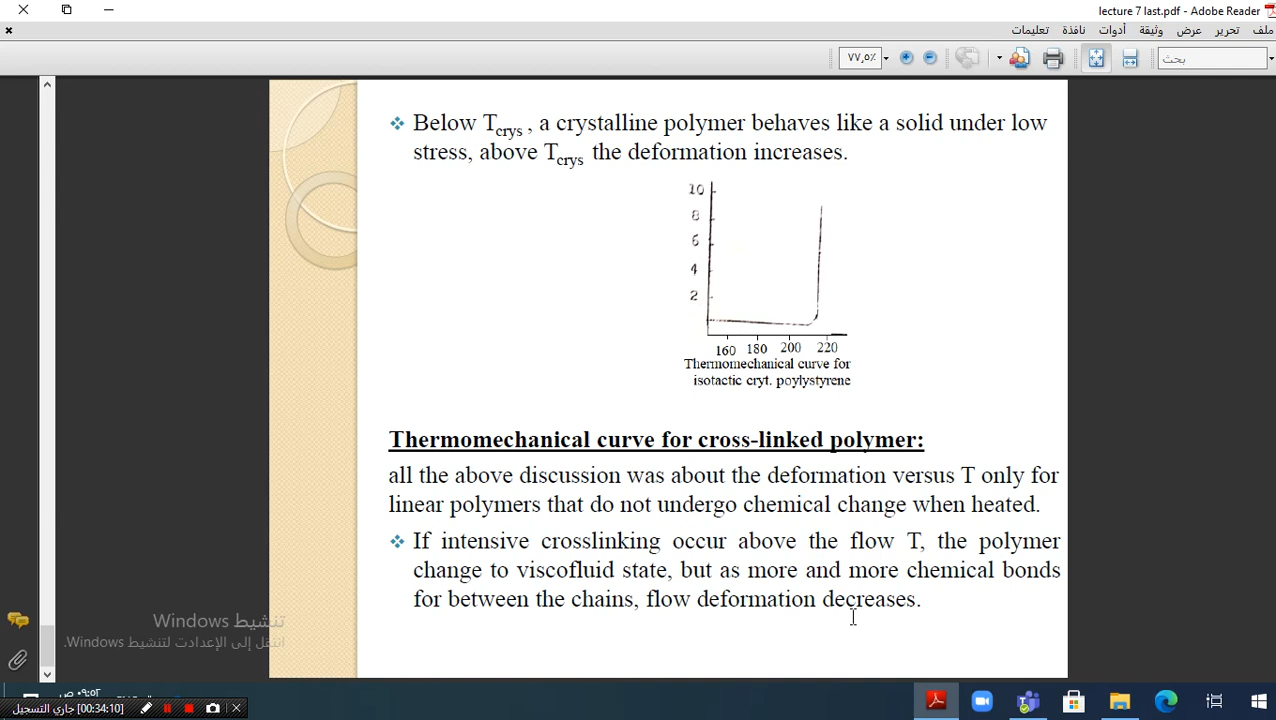 lecture 7 last.pdf - Adobe Reader
ملف تحرير عرض وثيقة أدوات نافذة تعليمات
٧٧,٥٪
بحث
❖ Below Tcrys , a crystalline polymer behaves like a solid under low
stress, above Tcrys the deformation increases.
10
8
6
4
2
160 180 200 220
Thermomechanical curve for
isotactic cryt. poylystyrene
Thermomechanical curve for cross-linked polymer:
all the above discussion was about the deformation versus T only for
linear polymers that do not undergo chemical change when heated.
❖ If intensive crosslinking occur above the flow T, the polymer
change to viscofluid state, but as more and more chemical bonds
for between the chains, flow deformation decreases.
تنشيط Windows
انتقل إلى الإعدادت لتنشيط Windows.
٠٩:٥٢ ص
جاري التسجيل [00:34:10]